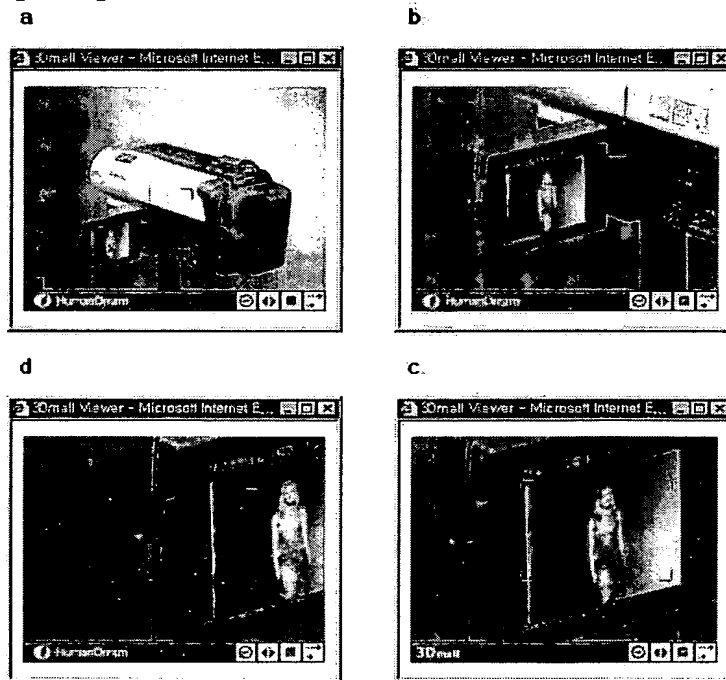 a
b
3Dmall Viewer - Microsoft Internet E...
3Dmall Viewer - Microsoft Internet E...
HumanDream
HumanDream
d
c.
3Dmall Viewer - Microsoft Internet E...
3Dmall Viewer - Microsoft Internet E...
HumanDream
3Dmall